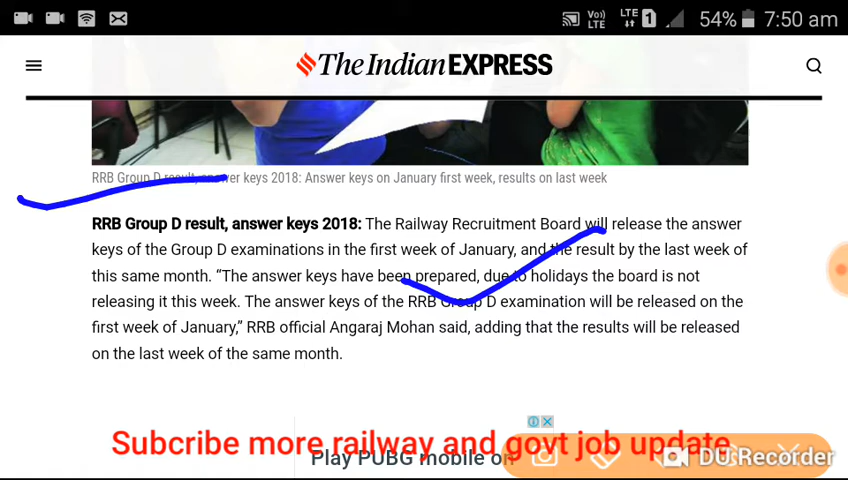 Vo)) LTE LTE 1 54% 7:50 am
The Indian EXPRESS
RRB Group D result, answer keys 2018: Answer keys on January first week, results on last week
RRB Group D result, answer keys 2018: The Railway Recruitment Board will release the answer
keys of the Group D examinations in the first week of January, and the result by the last week of
this same month. “The answer keys have been prepared, due to holidays the board is not
releasing it this week. The answer keys of the RRB Group D examination will be released on the
first week of January,” RRB official Angaraj Mohan said, adding that the results will be released
on the last week of the same month.
Subcribe more railway and govt job update
Play PUBG mobile on
DU Recorder